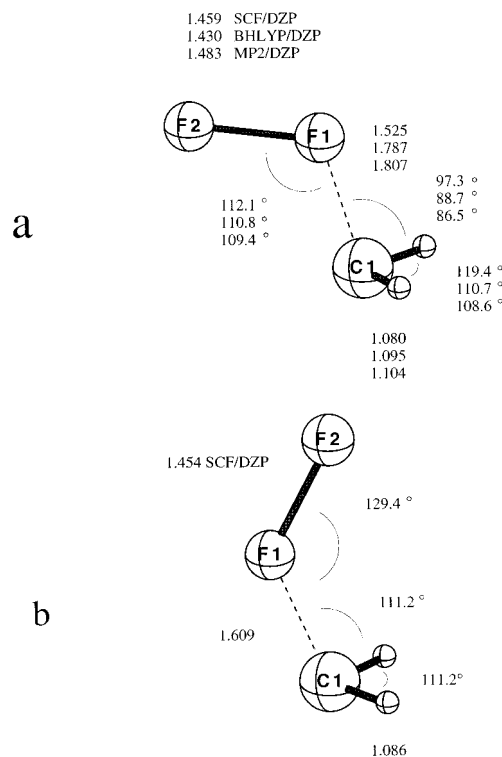 1.459 SCF/DZP
1.430 BHLYP/DZP
1.483 MP2/DZP
F2
F1
1.525
1.787
1.807
97.3 °
88.7 °
86.5 °
112.1 °
110.8 °
109.4 °
a
C1
119.4 °
110.7 °
108.6 °
1.080
1.095
1.104
F2
1.454 SCF/DZP
129.4 °
F1
b
111.2 °
1.609
C1
111.2°
1.086